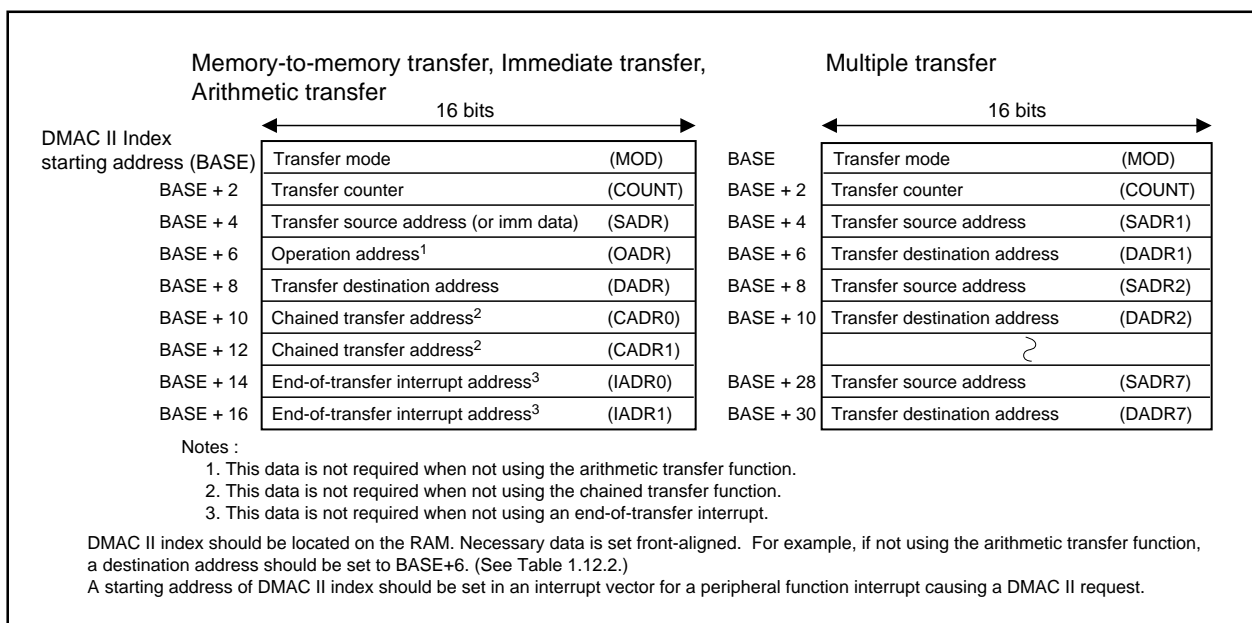 Memory-to-memory transfer, Immediate transfer,
Arithmetic transfer
16 bits
DMAC II Index
starting address (BASE) Transfer mode (MOD)
BASE + 2 Transfer counter (COUNT)
BASE + 4 Transfer source address (or imm data) (SADR)
BASE + 6 Operation address1 (OADR)
BASE + 8 Transfer destination address (DADR)
BASE + 10 Chained transfer address2 (CADR0)
BASE + 12 Chained transfer address2 (CADR1)
BASE + 14 End-of-transfer interrupt address3 (IADR0)
BASE + 16 End-of-transfer interrupt address3 (IADR1)
Multiple transfer
16 bits
BASE Transfer mode (MOD)
BASE + 2 Transfer counter (COUNT)
BASE + 4 Transfer source address (SADR1)
BASE + 6 Transfer destination address (DADR1)
BASE + 8 Transfer source address (SADR2)
BASE + 10 Transfer destination address (DADR2)
BASE + 28 Transfer source address (SADR7)
BASE + 30 Transfer destination address (DADR7)
Notes :
1. This data is not required when not using the arithmetic transfer function.
2. This data is not required when not using the chained transfer function.
3. This data is not required when not using an end-of-transfer interrupt.
DMAC II index should be located on the RAM. Necessary data is set front-aligned. For example, if not using the arithmetic transfer function,
a destination address should be set to BASE+6. (See Table 1.12.2.)
A starting address of DMAC II index should be set in an interrupt vector for a peripheral function interrupt causing a DMAC II request.